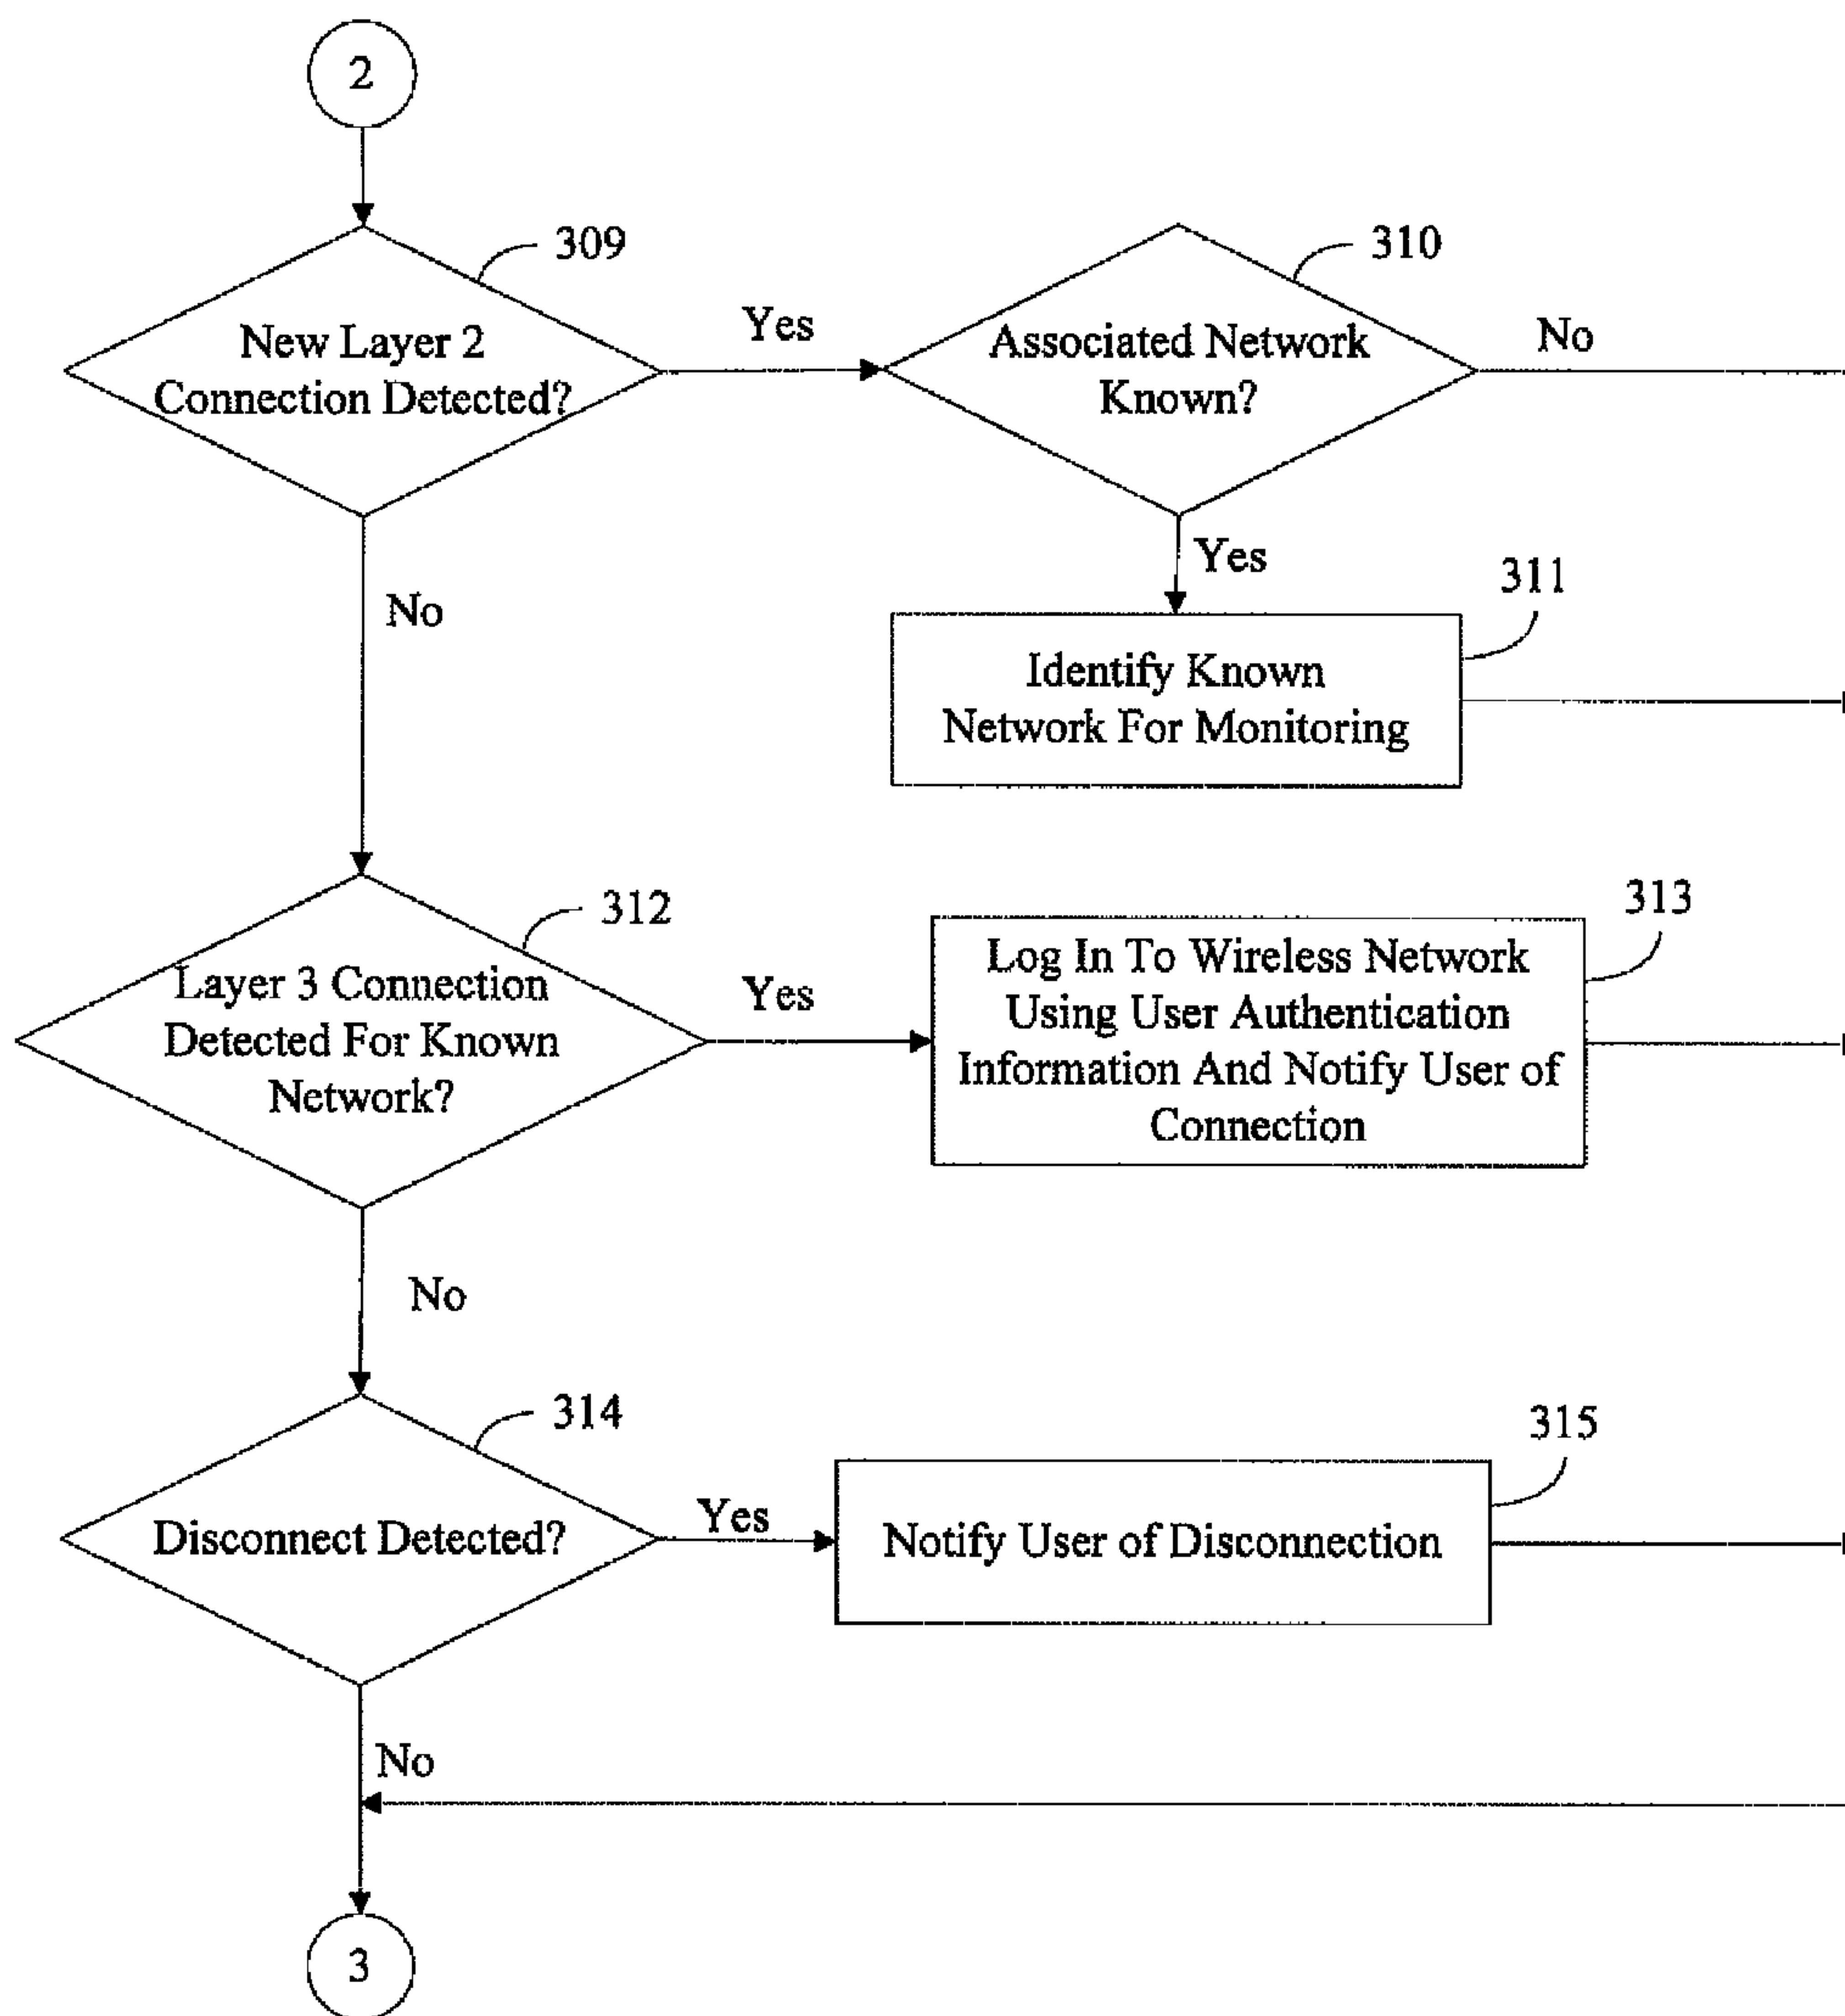 2
309
New Layer 2
Connection Detected?
Yes
310
Associated Network
Known?
No
Yes
311
Identify Known
Network For Monitoring
No
312
Layer 3 Connection
Detected For Known
Network?
Yes
313
Log In To Wireless Network
Using User Authentication
Information And Notify User of
Connection
No
314
Disconnect Detected?
Yes
315
Notify User of Disconnection
No
3